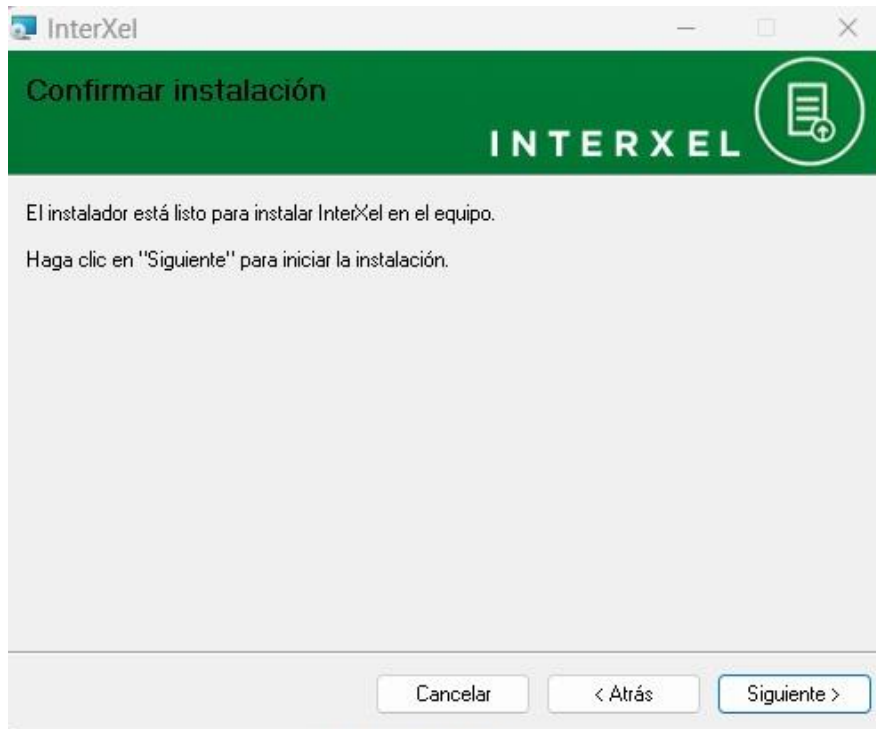 InterXel
Confirmar instalación
INTERXEL
El instalador está listo para instalar InterXel en el equipo.
Haga clic en "Siguiente" para iniciar la instalación.
Cancelar
< Atrás
Siguiente >